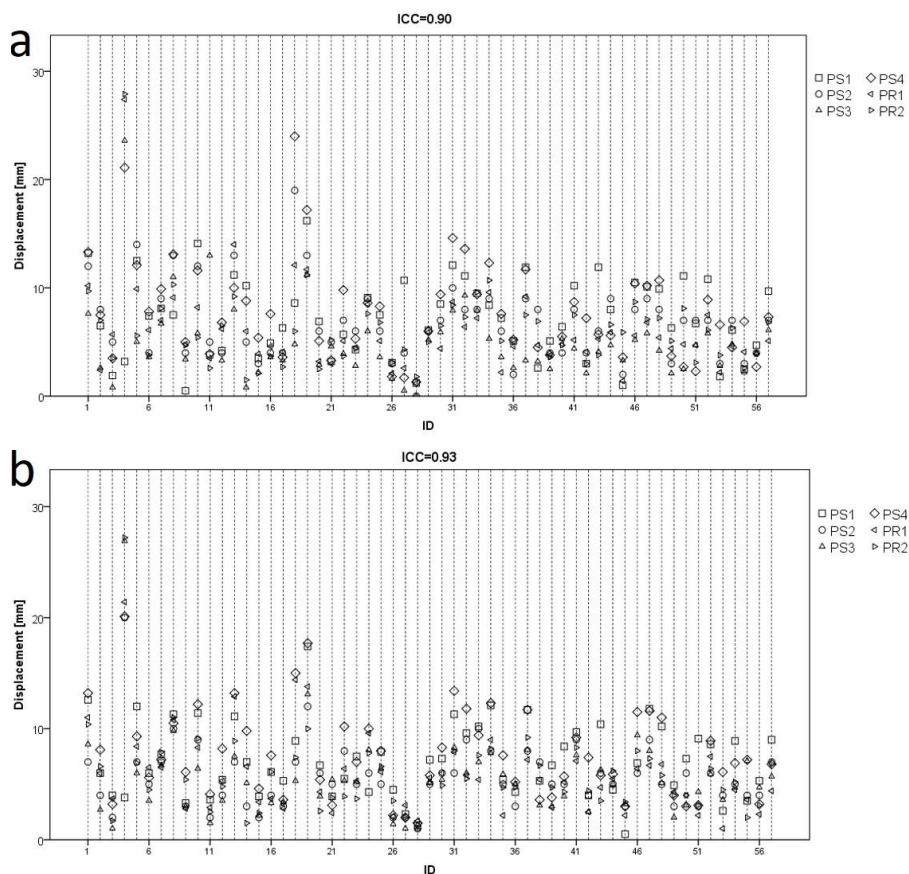 ICC=0.90
a
30
20
10
0
Displacement [mm]
1 6 11 16 21 26 31 36 41 46 51 56
ID
PS1 PS4
PS2 PR1
PS3 PR2
ICC=0.93
b
30
20
10
0
Displacement [mm]
1 6 11 16 21 26 31 36 41 46 51 56
ID
PS1 PS4
PS2 PR1
PS3 PR2